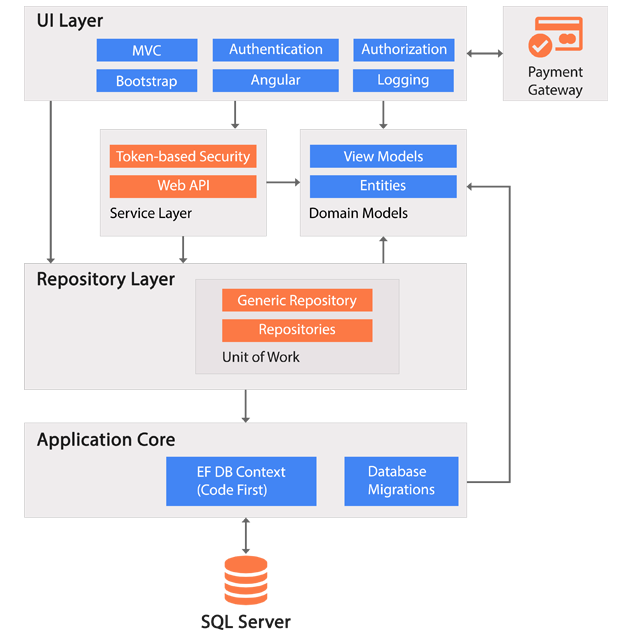 UI Layer
MVC
Authentication
Authorization
Bootstrap
Angular
Logging
Payment
Gateway
Token-based Security
Web API
Service Layer
View Models
Entities
Domain Models
Repository Layer
Generic Repository
Repositories
Unit of Work
Application Core
EF DB Context
(Code First)
Database
Migrations
SQL Server